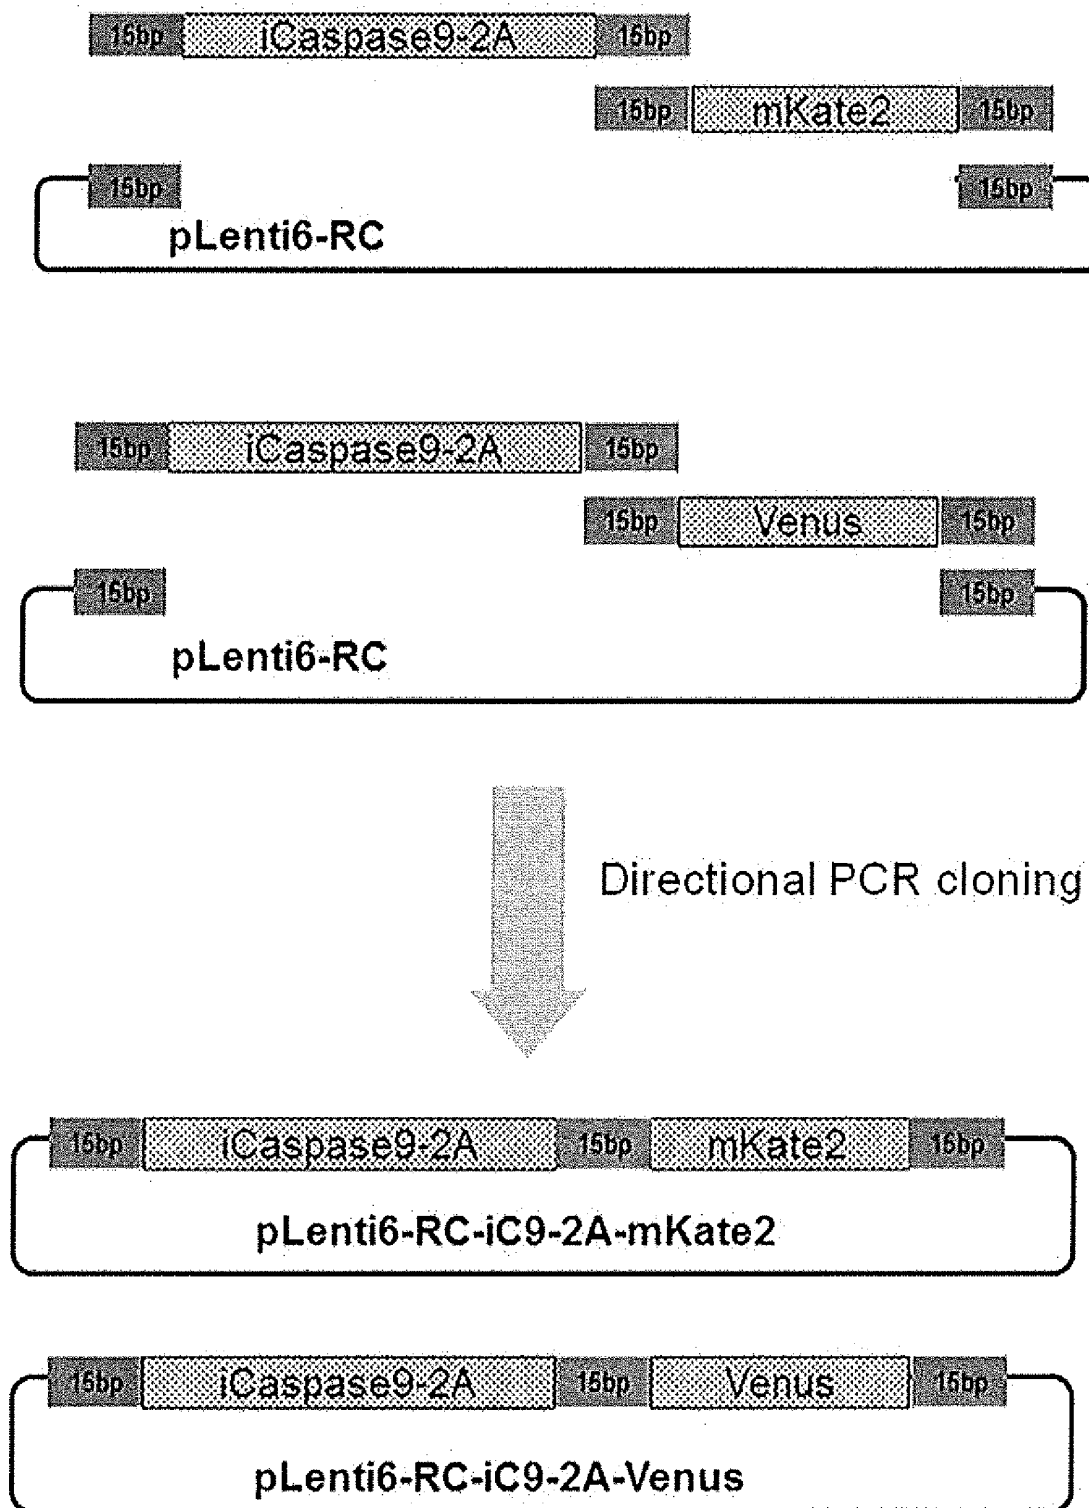 15bp iCaspase9-2A 15bp
15bp mKate2 15bp
15bp 15bp
pLenti6-RC
15bp iCaspase9-2A 15bp
15bp Venus 15bp
15bp 15bp
pLenti6-RC
Directional PCR cloning
15bp iCaspase9-2A 15bp mKate2 15bp
pLenti6-RC-iC9-2A-mKate2
15bp iCaspase9-2A 15bp Venus 15bp
pLenti6-RC-iC9-2A-Venus